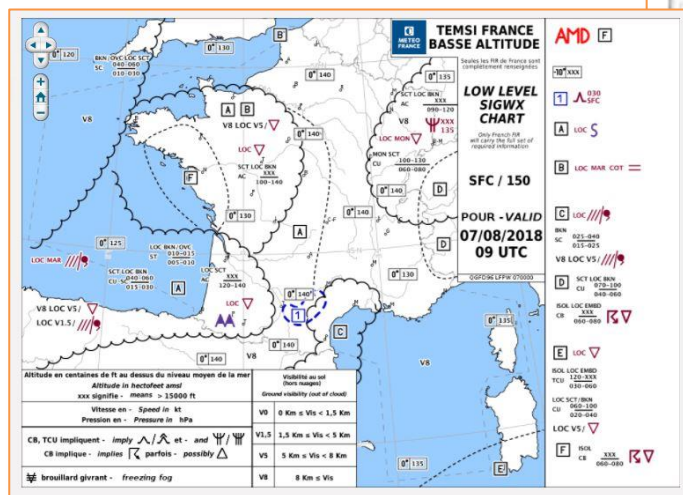 METEO
FRANCE
TEMSI FRANCE
BASSE ALTITUDE
Seules les FIR de France sont
complètement renseignées
LOW LEVEL
SIGWX
CHART
Only French FIR
will carry the full set of
required information
SFC / 150
POUR - VALID
07/08/2018
09 UTC
0° 120
0° 130
B
BKN/OVC LOC SCT
SC 040-060
010-030
0° 140
A B
V8 LOC V5/
V8
LOC
SCT LOC BKN
AC XXX
100-140
0° 140
0° 135
SCT LOC BKN
AC XXX
090-120
XXX
135
LOC MON
MON SCT
CU 100-130
060-080
0° 140
D
V8
F
0° 130
A
0° 125
LOC MAR
LOC BKN/OVC
ST 010-015
005-010
SCT LOC BKN
CU SC 040-060
015-030
A
LOC SCT
AC XXX
120-140
D
0° 130
V8 LOC V5/
LOC V1.5/
LOC
0° 140
1
C
0° 135
V8
0° 140
V8
0° 140
0° 135
E
Altitude en centaines de ft au dessus du niveau moyen de la mer
Altitude in hectofeet amsl
xxx signifie - means > 15000 ft
Vitesse en - Speed in kt
Pression en - Pressure in hPa
CB, TCU impliquent - imply / et - and /
CB implique - implies parfois - possibly
brouillard givrant - freezing fog
Visibilité au sol
(hors nuages)
Ground visibility (out of cloud)
V0 0 Km ≤ Vis < 1,5 Km
V1,5 1,5 Km ≤ Vis < 5 Km
V5 5 Km ≤ Vis < 8 Km
V8 8 Km ≤ Vis
AMD F
-10° XXX
1 030
SFC
A LOC
B LOC MAR COT
C LOC
BKN
SC 025-040
015-025
V8 LOC V5/
D SCT LOC BKN
CU 070-100
040-060
ISOL LOC EMBD
CB XXX
060-080
E LOC
ISOL LOC EMBD
TCU 120-XXX
030-060
LOC SCT/BKN
CU 060-100
020-040
LOC V5/
F ISOL
CB XXX
060-080